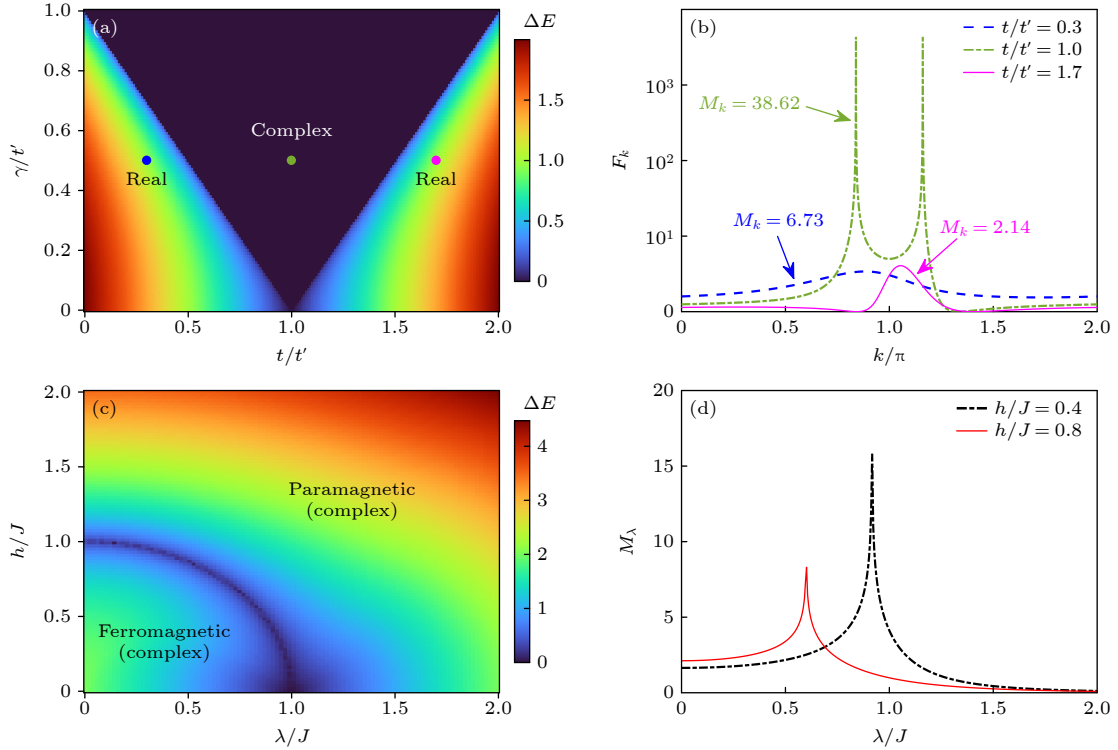 (a)
1.0
0.8
0.6
0.4
0.2
0
γ/t′
Complex
Real
Real
0
0.5
1.0
1.5
2.0
t/t′
ΔE
1.5
1.0
0.5
0
(b)
t/t′ = 0.3
t/t′ = 1.0
t/t′ = 1.7
M_k = 38.62
M_k = 6.73
M_k = 2.14
10³
10²
10¹
0
F_k
0
0.5
1.0
1.5
2.0
k/π
(c)
2.0
1.5
1.0
0.5
0
h/J
Paramagnetic
(complex)
Ferromagnetic
(complex)
0
0.5
1.0
1.5
2.0
λ/J
ΔE
4
3
2
1
0
(d)
h/J = 0.4
h/J = 0.8
20
15
10
5
0
M_λ
0
0.5
1.0
1.5
2.0
λ/J